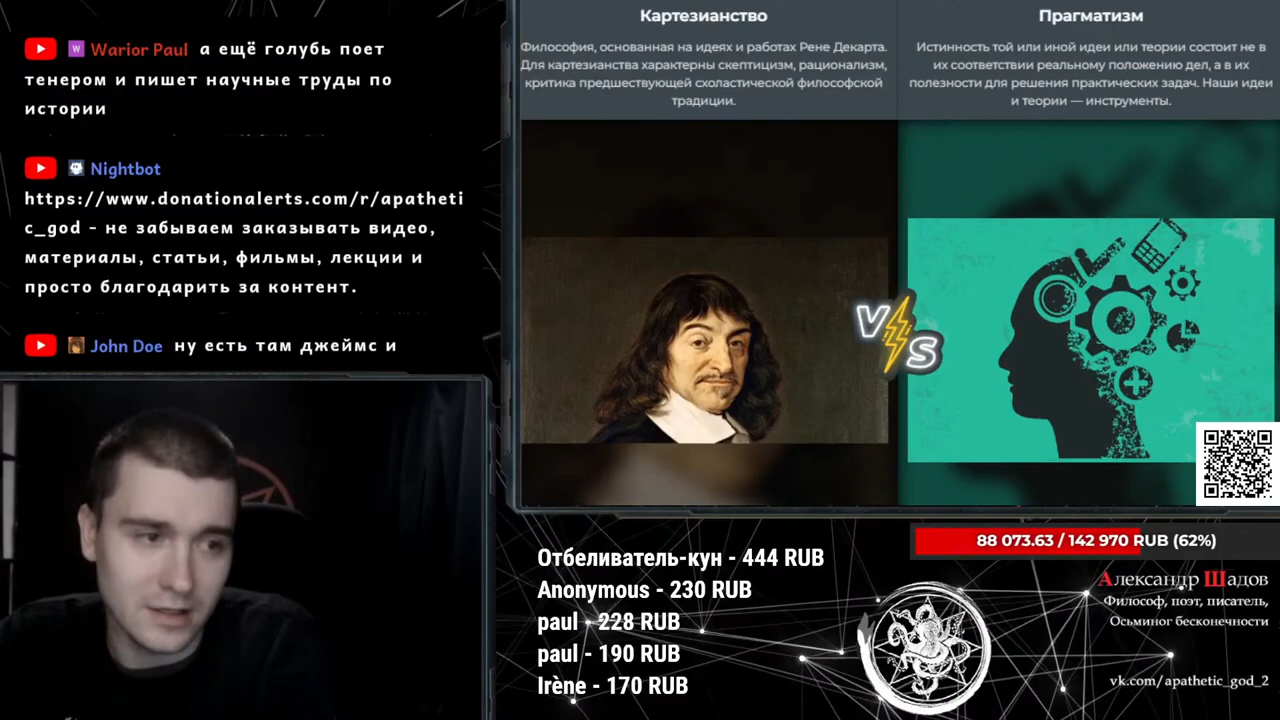 Warior Paul а ещё голубь поет
тенером и пишет научные труды по
истории
Nightbot
https://www.donationalerts.com/r/apatheti
c_god - не забываем заказывать видео,
материалы, статьи, фильмы, лекции и
просто благодарить за контент.
John Doe ну есть там джеймс и
Картезианство
Философия, основанная на идеях и работах Рене Декарта.
Для картезианства характерны скептицизм, рационализм,
критика предшествующей схоластической философской
традиции.
Прагматизм
Истинность той или иной идеи или теории состоит не в
их соответствии реальному положению дел, а в их
полезности для решения практических задач. Наши идеи
и теории — инструменты.
VS
Отбеливатель-кун - 444 RUB
Anonymous - 230 RUB
paul - 228 RUB
paul - 190 RUB
Irène - 170 RUB
88 073.63 / 142 970 RUB (62%)
Александр Шадов
Философ, поэт, писатель,
Осьминог бесконечности
vk.com/apathetic_god_2